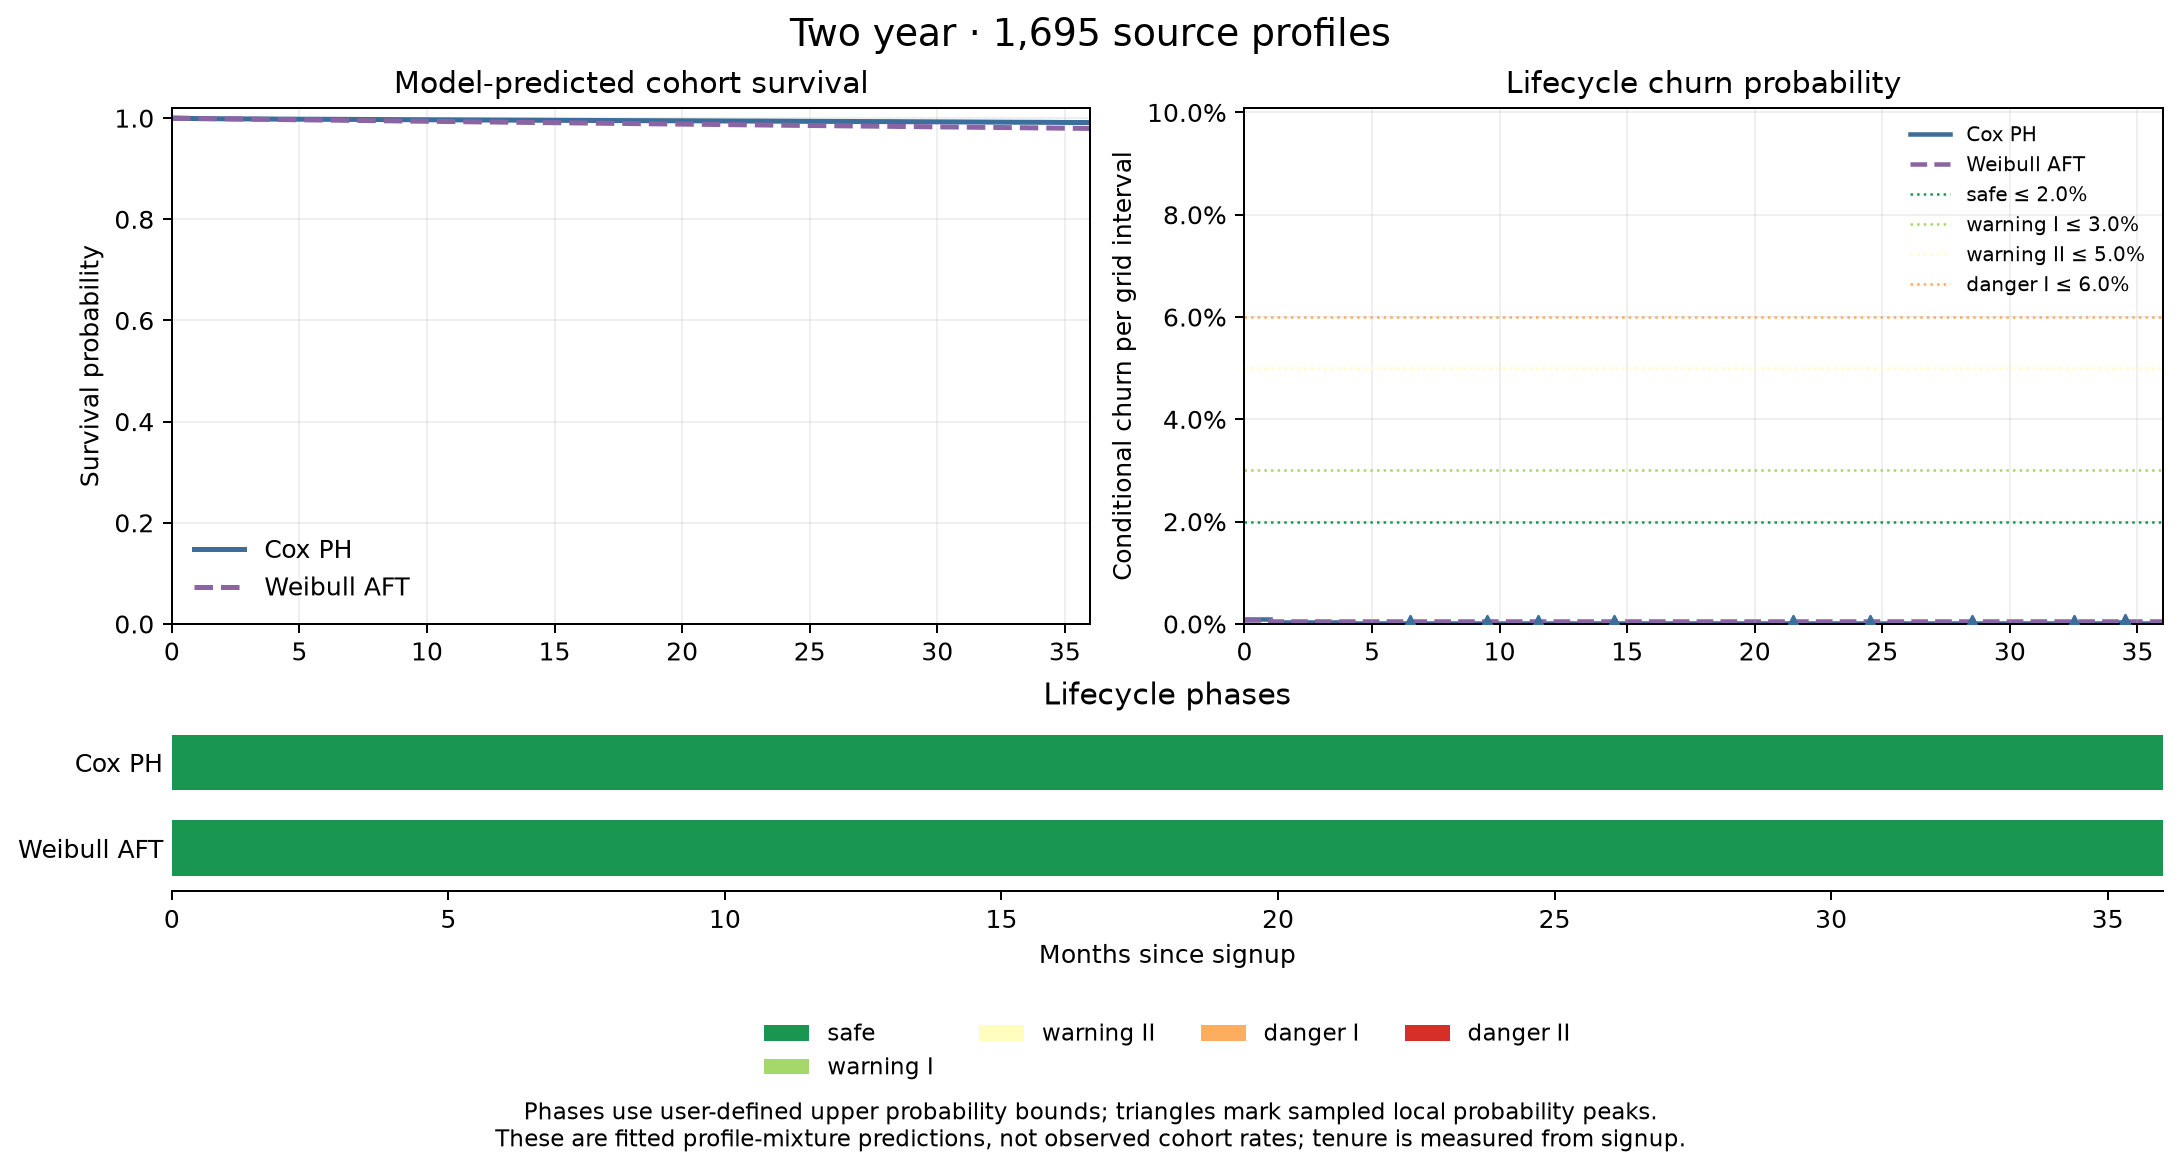 Two year · 1,695 source profiles
Model-predicted cohort survival
Survival probability
1.0
0.8
0.6
0.4
0.2
0.0
Cox PH
Weibull AFT
0 5 10 15 20 25 30 35
Lifecycle churn probability
Conditional churn per grid interval
10.0%
8.0%
6.0%
4.0%
2.0%
0.0%
Cox PH
Weibull AFT
safe ≤ 2.0%
warning I ≤ 3.0%
warning II ≤ 5.0%
danger I ≤ 6.0%
0 5 10 15 20 25 30 35
Lifecycle phases
Cox PH
Weibull AFT
0 5 10 15 20 25 30 35
Months since signup
safe warning II danger I danger II
warning I
Phases use user-defined upper probability bounds; triangles mark sampled local probability peaks.
These are fitted profile-mixture predictions, not observed cohort rates; tenure is measured from signup.